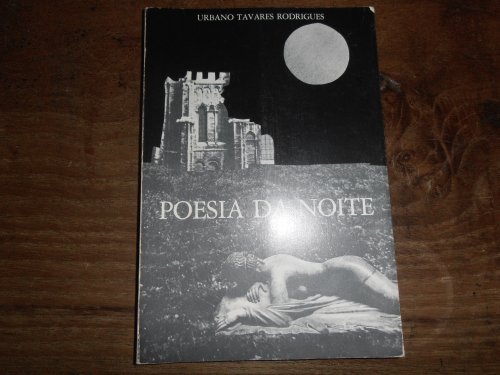 URBANO TAVARES RODRIGUES
POESIA DA NOITE